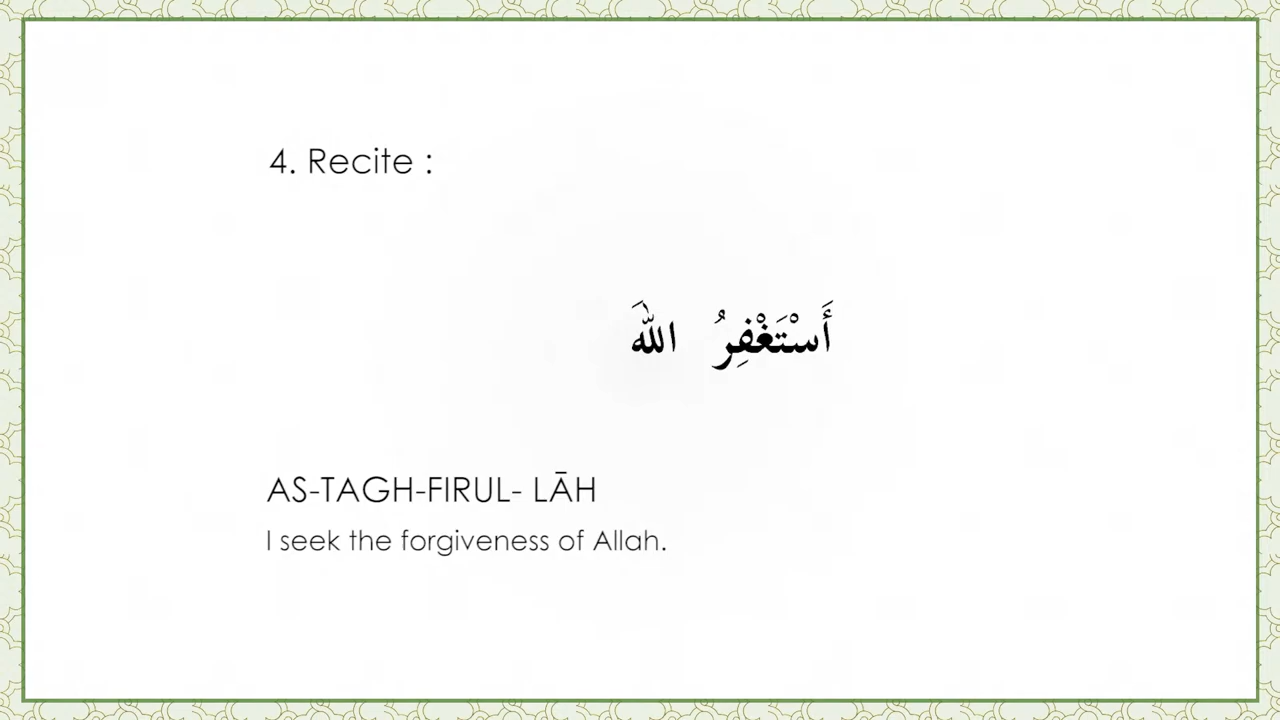 4. Recite :
أَسْتَغْفِرُ اللّٰهَ
AS-TAGH-FIRUL- LĀH
I seek the forgiveness of Allah.